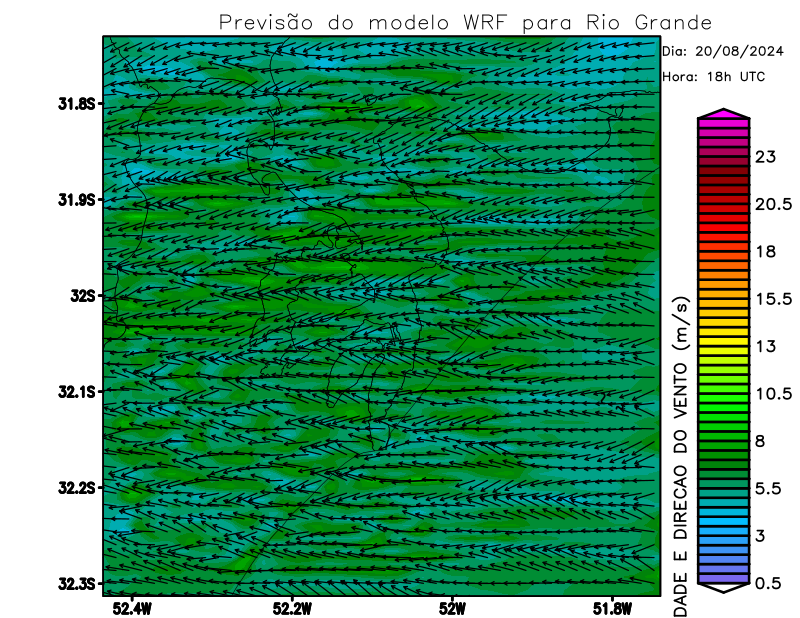 Previsão do modelo WRF para Rio Grande
Dia: 20/08/2024
Hora: 18h UTC
31.8S
31.9S
32S
32.1S
32.2S
32.3S
52.4W
52.2W
52W
51.8W
23
20.5
18
15.5
13
10.5
8
5.5
3
0.5
DADE E DIRECAO DO VENTO (m/s)